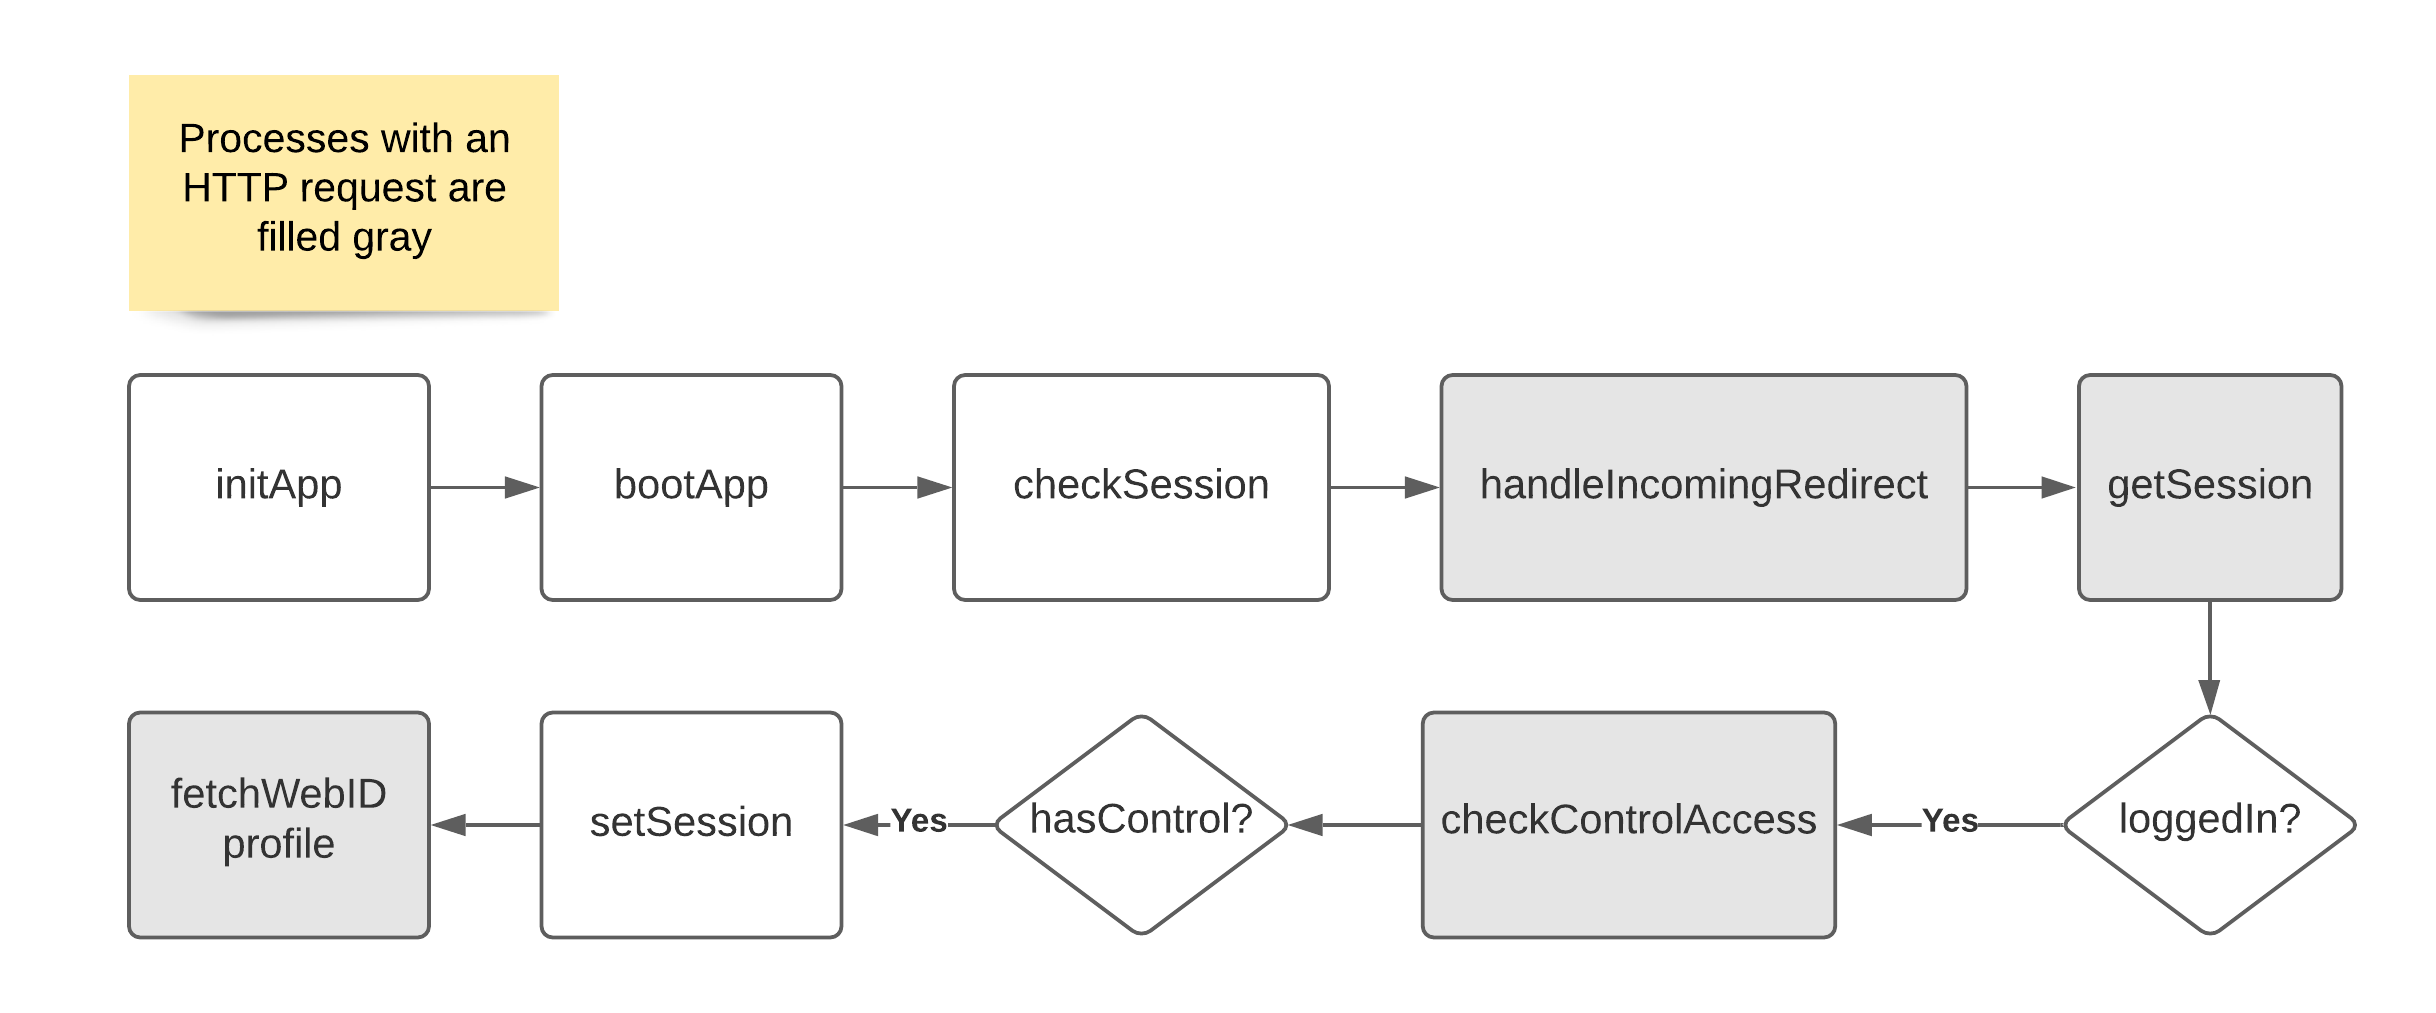 Processes with an
HTTP request are
filled gray
initApp
bootApp
checkSession
handleIncomingRedirect
getSession
loggedIn?
Yes
checkControlAccess
hasControl?
Yes
setSession
fetchWebID
profile